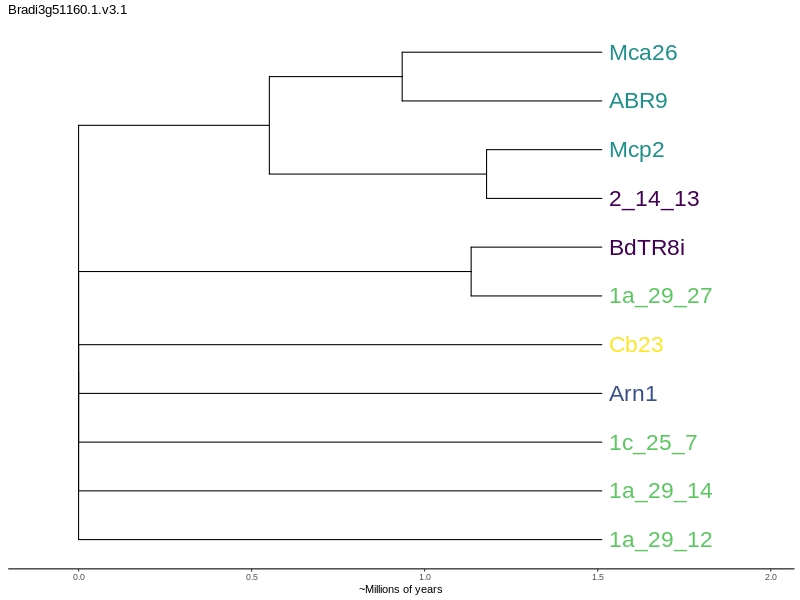 Bradi3g51160.1.v3.1
Mca26
ABR9
Mcp2
2_14_13
BdTR8i
1a_29_27
Cb23
Arn1
1c_25_7
1a_29_14
1a_29_12
0.0 0.5 1.0 1.5 2.0
~Millions of years